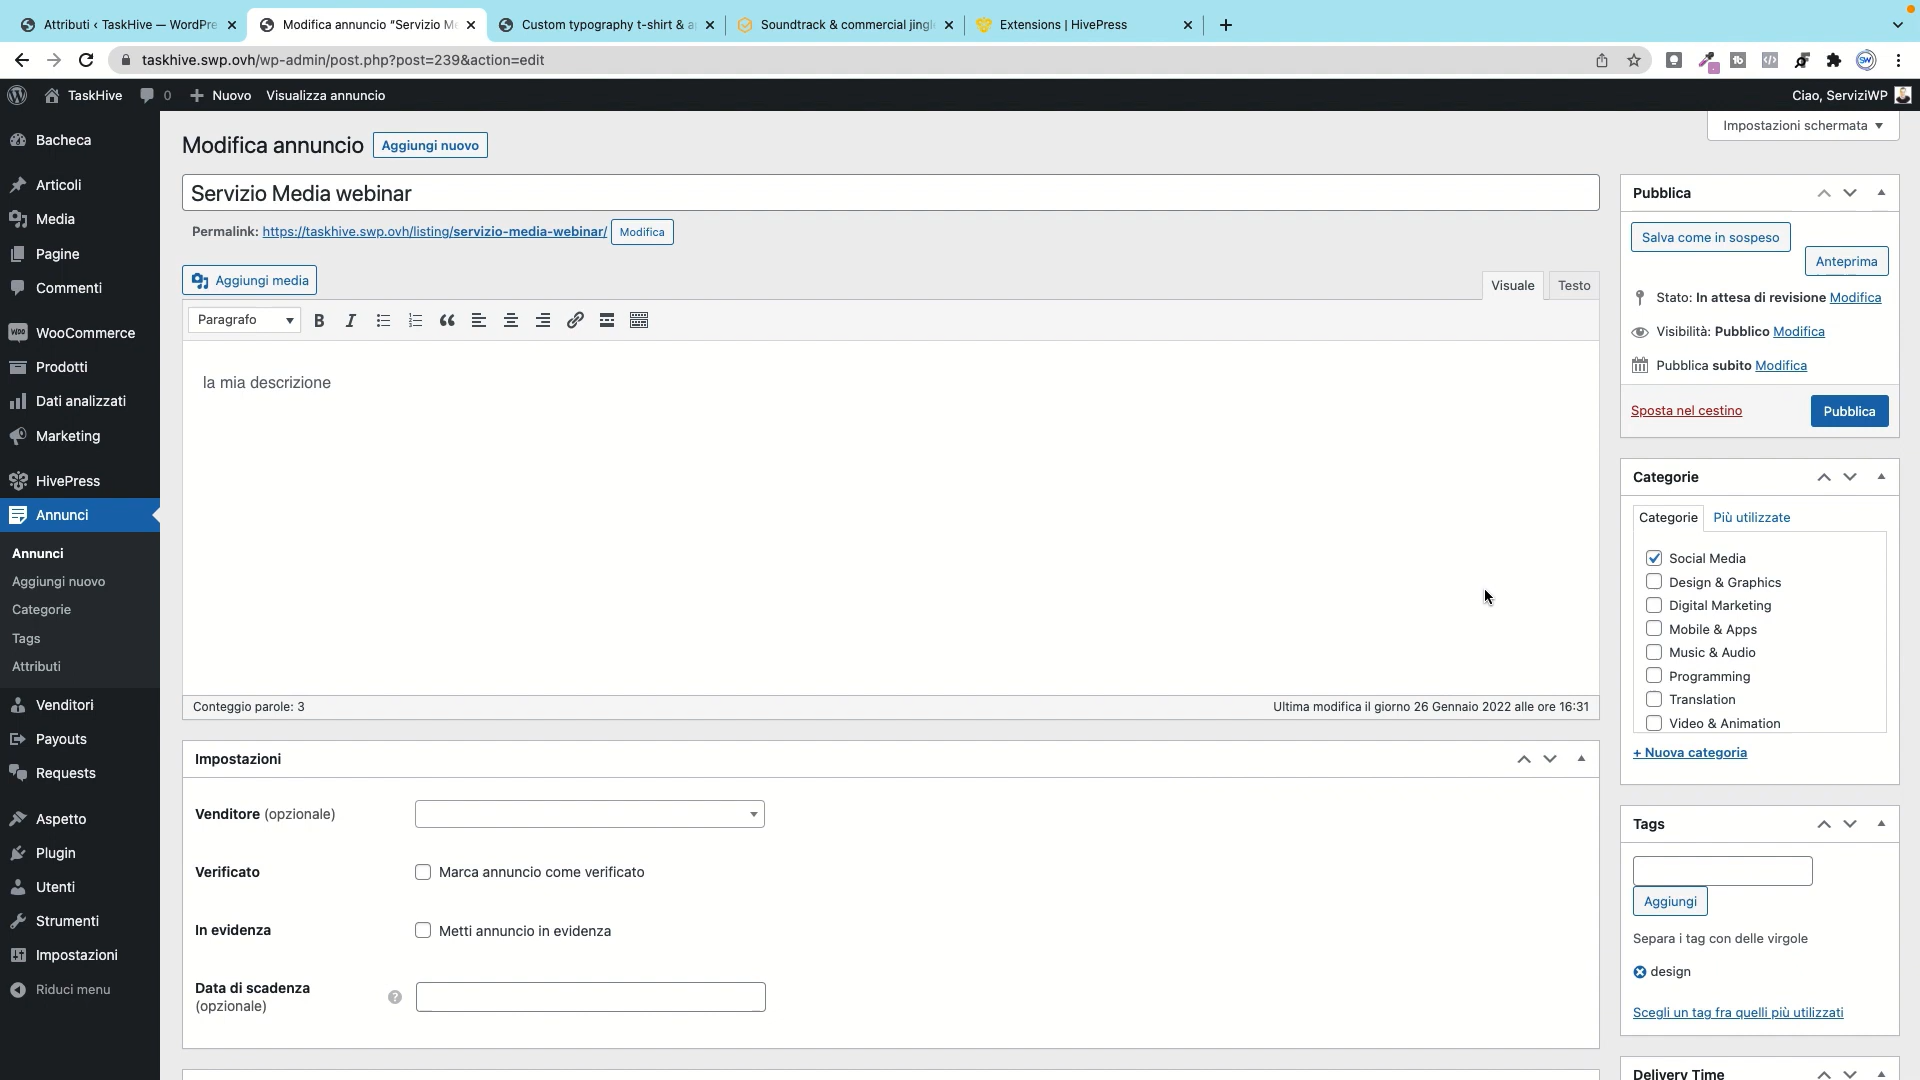 Attributi ‹ TaskHive — WordPre
Modifica annuncio “Servizio Me
Custom typography t-shirt & a
Soundtrack & commercial jingl
Extensions | HivePress
taskhive.swp.ovh/wp-admin/post.php?post=239&action=edit
TaskHive
0
Nuovo
Visualizza annuncio
Ciao, ServiziWP
Impostazioni schermata
Bacheca
Articoli
Media
Pagine
Commenti
WooCommerce
Prodotti
Dati analizzati
Marketing
HivePress
Annunci
Annunci
Aggiungi nuovo
Categorie
Tags
Attributi
Venditori
Payouts
Requests
Aspetto
Plugin
Utenti
Strumenti
Impostazioni
Riduci menu
Modifica annuncio
Aggiungi nuovo
Servizio Media webinar
Permalink: https://taskhive.swp.ovh/listing/servizio-media-webinar/
Modifica
Aggiungi media
Visuale
Testo
Paragrafo
la mia descrizione
Conteggio parole: 3
Ultima modifica il giorno 26 Gennaio 2022 alle ore 16:31
Impostazioni
Venditore (opzionale)
Verificato
Marca annuncio come verificato
In evidenza
Metti annuncio in evidenza
Data di scadenza
(opzionale)
Pubblica
Salva come in sospeso
Anteprima
Stato: In attesa di revisione Modifica
Visibilità: Pubblico Modifica
Pubblica subito Modifica
Sposta nel cestino
Pubblica
Categorie
Categorie
Più utilizzate
Social Media
Design & Graphics
Digital Marketing
Mobile & Apps
Music & Audio
Programming
Translation
Video & Animation
+ Nuova categoria
Tags
Aggiungi
Separa i tag con delle virgole
design
Scegli un tag fra quelli più utilizzati
Delivery Time